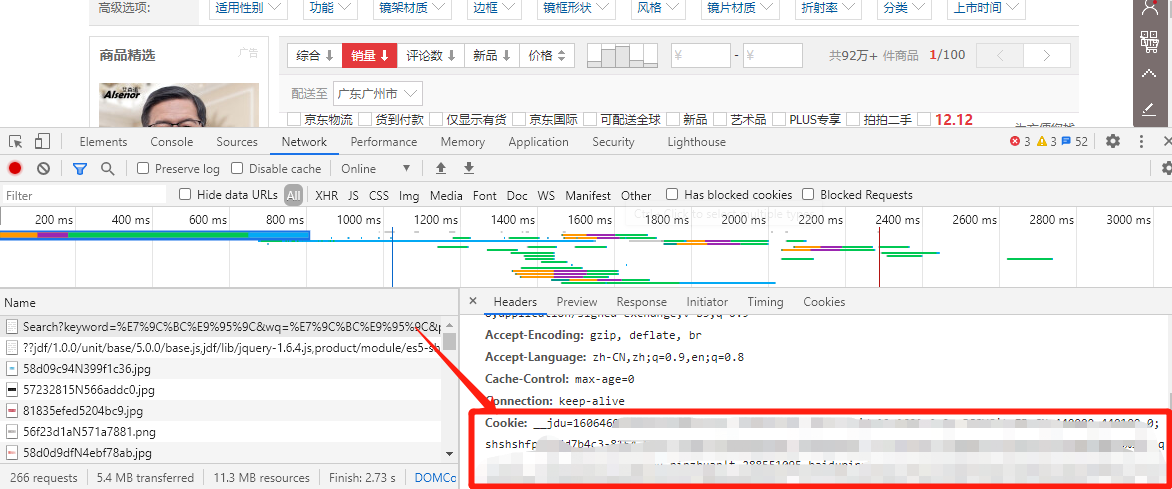 高级选项: 适用性别 功能 镜架材质 边框 镜框形状 风格 镜片材质 折射率 分类 上市时间
商品精选 广告
综合 销量 评论数 新品 价格 ¥ - ¥ 共92万+ 件商品 1/100 < >
配送至 广东广州市
Alsenor
京东物流 货到付款 仅显示有货 京东国际 可配送全球 新品 艺术品 PLUS专享 拍拍二手 12.12
Elements Console Sources Network Performance Memory Application Security Lighthouse 3 3 52
Preserve log Disable cache Online
Filter Hide data URLs All XHR JS CSS Img Media Font Doc WS Manifest Other Has blocked cookies Blocked Requests
200 ms 400 ms 600 ms 800 ms 1000 ms 1200 ms 1400 ms 1600 ms 1800 ms 2000 ms 2200 ms 2400 ms 2600 ms 2800 ms 3000 ms
Name
Search?keyword=%E7%9C%BC%E9%95%9C&wq=%E7%9C%BC%E9%95%9C&p
??jdf/1.0.0/unit/base/5.0.0/base.js,jdf/lib/jquery-1.6.4.js,product/module/es5-sh
58d09c94N399f1c36.jpg
57232815N566addc0.jpg
81835efed5204bc9.jpg
56f23d1aN571a7881.png
58d0d9dfN4ebf78ab.jpg
266 requests 5.4 MB transferred 11.3 MB resources Finish: 2.73 s DOMCo
× Headers Preview Response Initiator Timing Cookies
Accept-Encoding: gzip, deflate, br
Accept-Language: zh-CN,zh;q=0.9,en;q=0.8
Cache-Control: max-age=0
Connection: keep-alive
Cookie: __jdu=1606469
shshshfp